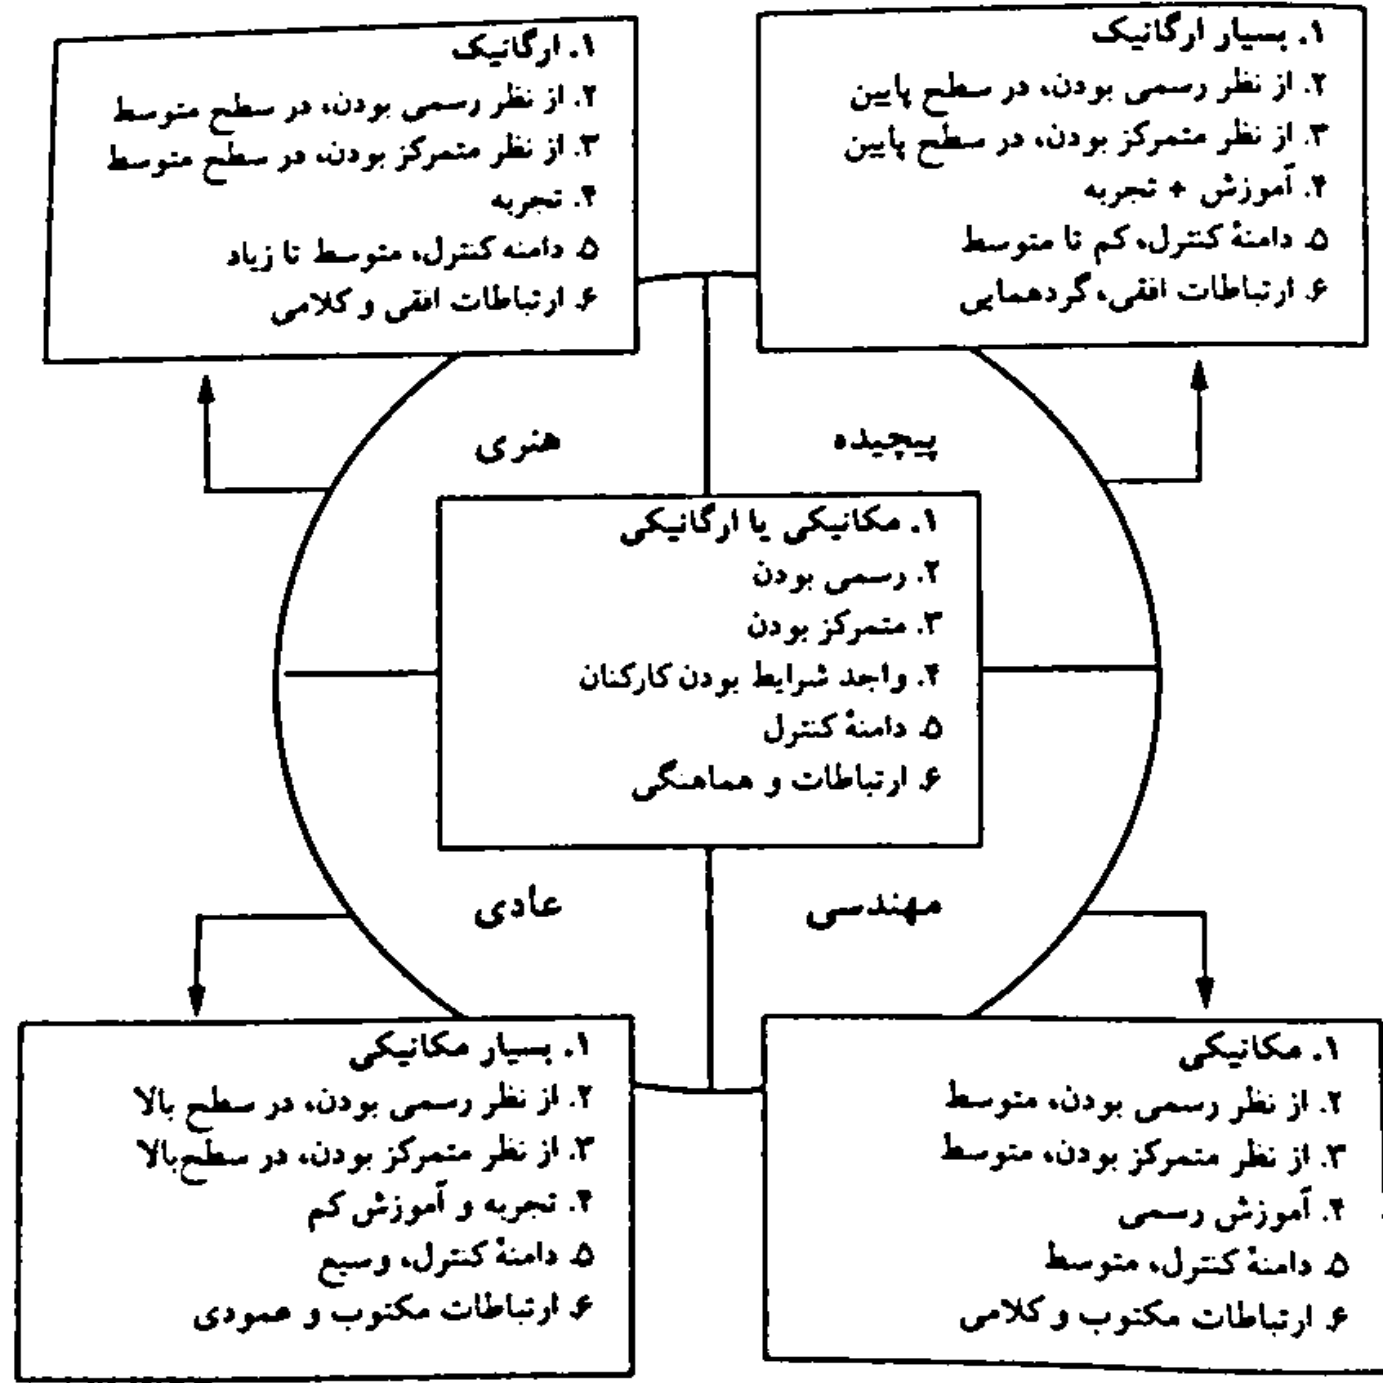 ۱. بسیار ارگانیک
۲. از نظر رسمی بودن، در سطح پایین
۳. از نظر متمرکز بودن، در سطح پایین
۴. آموزش + تجربه
۵. دامنهٔ کنترل، کم تا متوسط
۶. ارتباطات افقی، گردهمایی
۱. ارگانیک
۲. از نظر رسمی بودن، در سطح متوسط
۳. از نظر متمرکز بودن، در سطح متوسط
۴. تجربه
۵. دامنه کنترل، متوسط تا زیاد
۶. ارتباطات افقی و کلامی
پیچیده
هنری
۱. مکانیکی یا ارگانیکی
۲. رسمی بودن
۳. متمرکز بودن
۴. واجد شرایط بودن کارکنان
۵. دامنهٔ کنترل
۶. ارتباطات و هماهنگی
مهندسی
عادی
۱. مکانیکی
۲. از نظر رسمی بودن، متوسط
۳. از نظر متمرکز بودن، متوسط
۴. آموزش رسمی
۵. دامنهٔ کنترل، متوسط
۶. ارتباطات مکتوب و کلامی
۱. بسیار مکانیکی
۲. از نظر رسمی بودن، در سطح بالا
۳. از نظر متمرکز بودن، در سطح بالا
۴. تجربه و آموزش کم
۵. دامنهٔ کنترل، وسیع
۶. ارتباطات مکتوب و عمودی